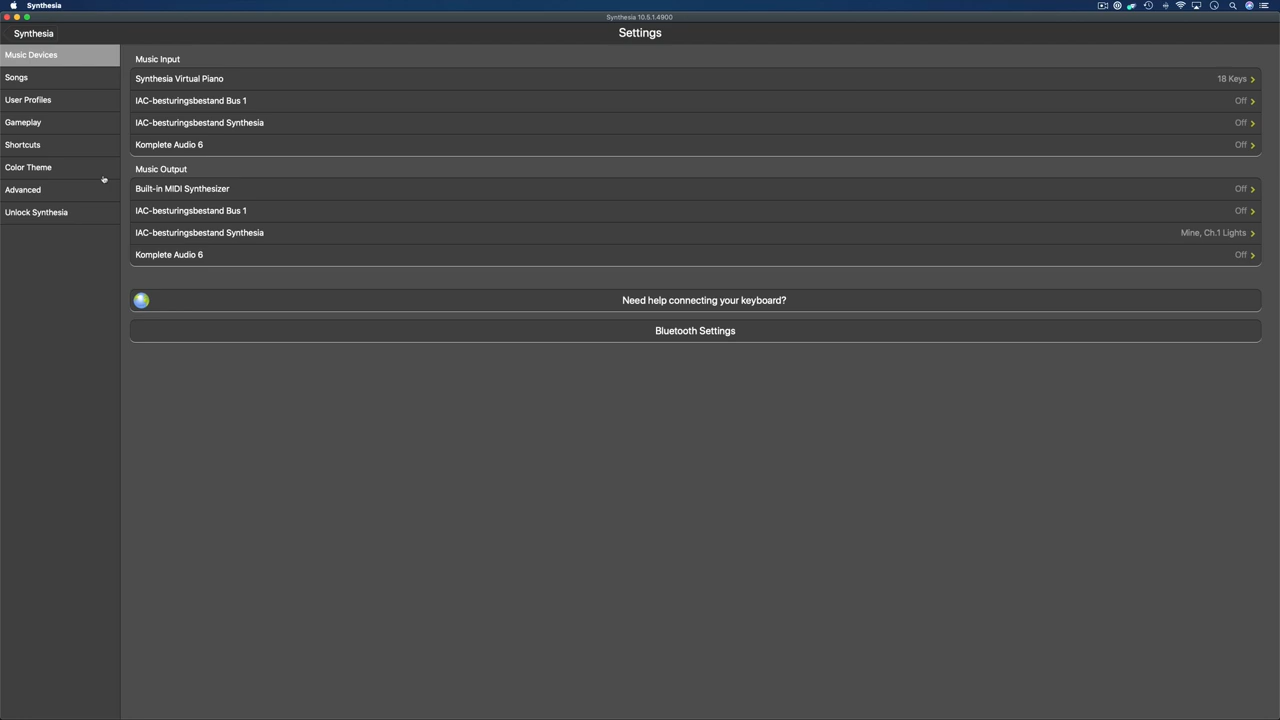 Synthesia
Synthesia 10.5.1.4900
Synthesia
Settings
Music Devices
Songs
User Profiles
Gameplay
Shortcuts
Color Theme
Advanced
Unlock Synthesia
Music Input
Synthesia Virtual Piano 18 Keys
IAC-besturingsbestand Bus 1 Off
IAC-besturingsbestand Synthesia Off
Komplete Audio 6 Off
Music Output
Built-in MIDI Synthesizer Off
IAC-besturingsbestand Bus 1 Off
IAC-besturingsbestand Synthesia Mine, Ch.1 Lights
Komplete Audio 6 Off
Need help connecting your keyboard?
Bluetooth Settings